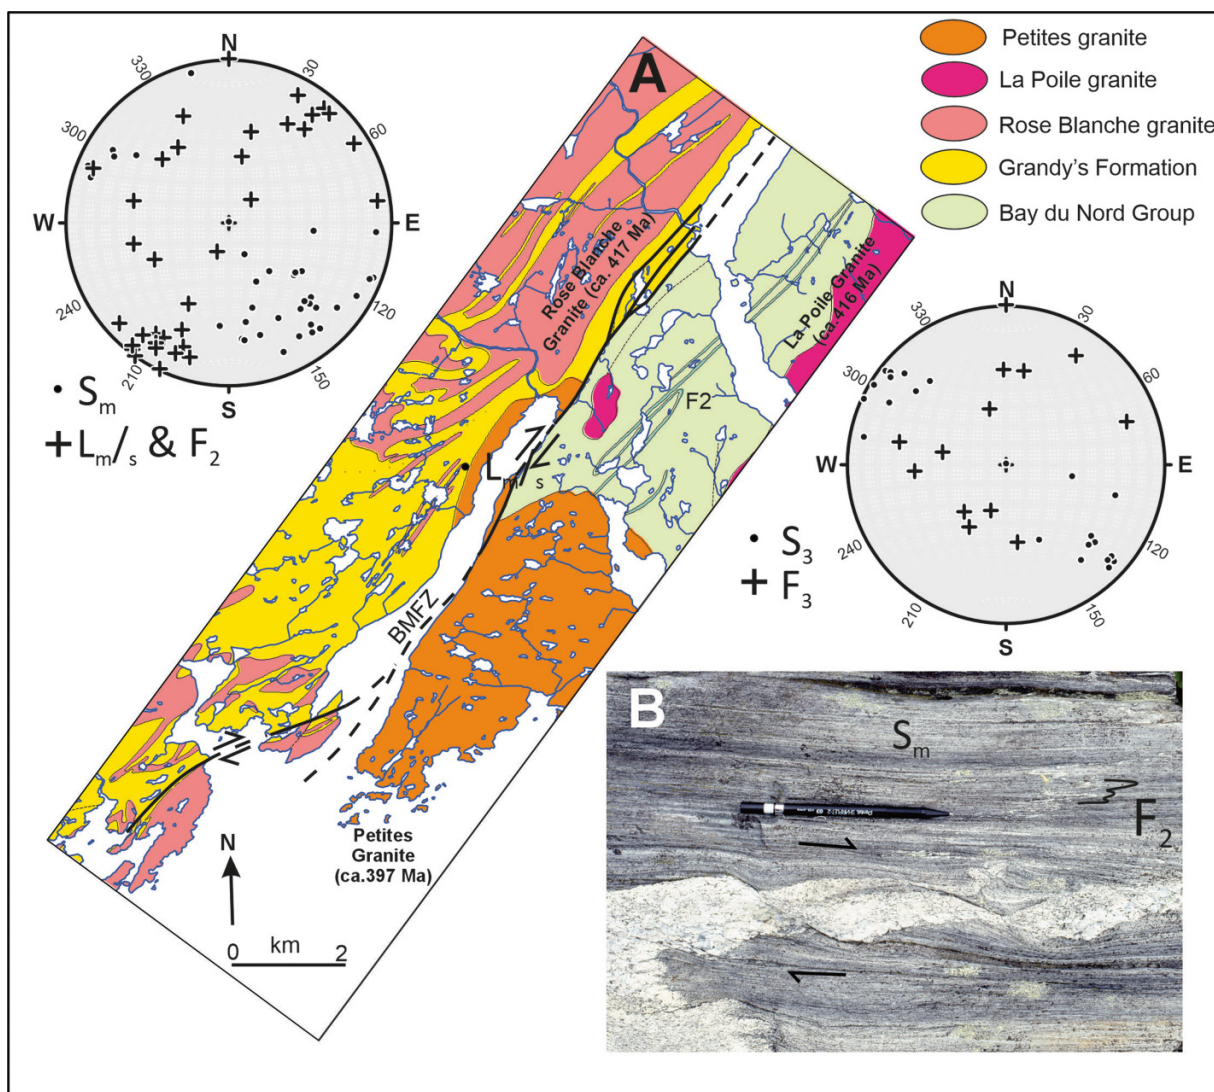 A
Petites granite
La Poile granite
Rose Blanche granite
Grandy's Formation
Bay du Nord Group
N
30
60
E
120
150
S
210
240
W
300
330
• Sm
+ Lm/s & F2
Rose Blanche
Granite (ca. 417 Ma)
La-Poile Granite
(ca.416 Ma)
F2
Lm/s
BMFZ
Petites
Granite
(ca.397 Ma)
N
0 km 2
N
30
60
E
120
150
S
210
240
W
300
330
• S3
+ F3
B
Sm
F2